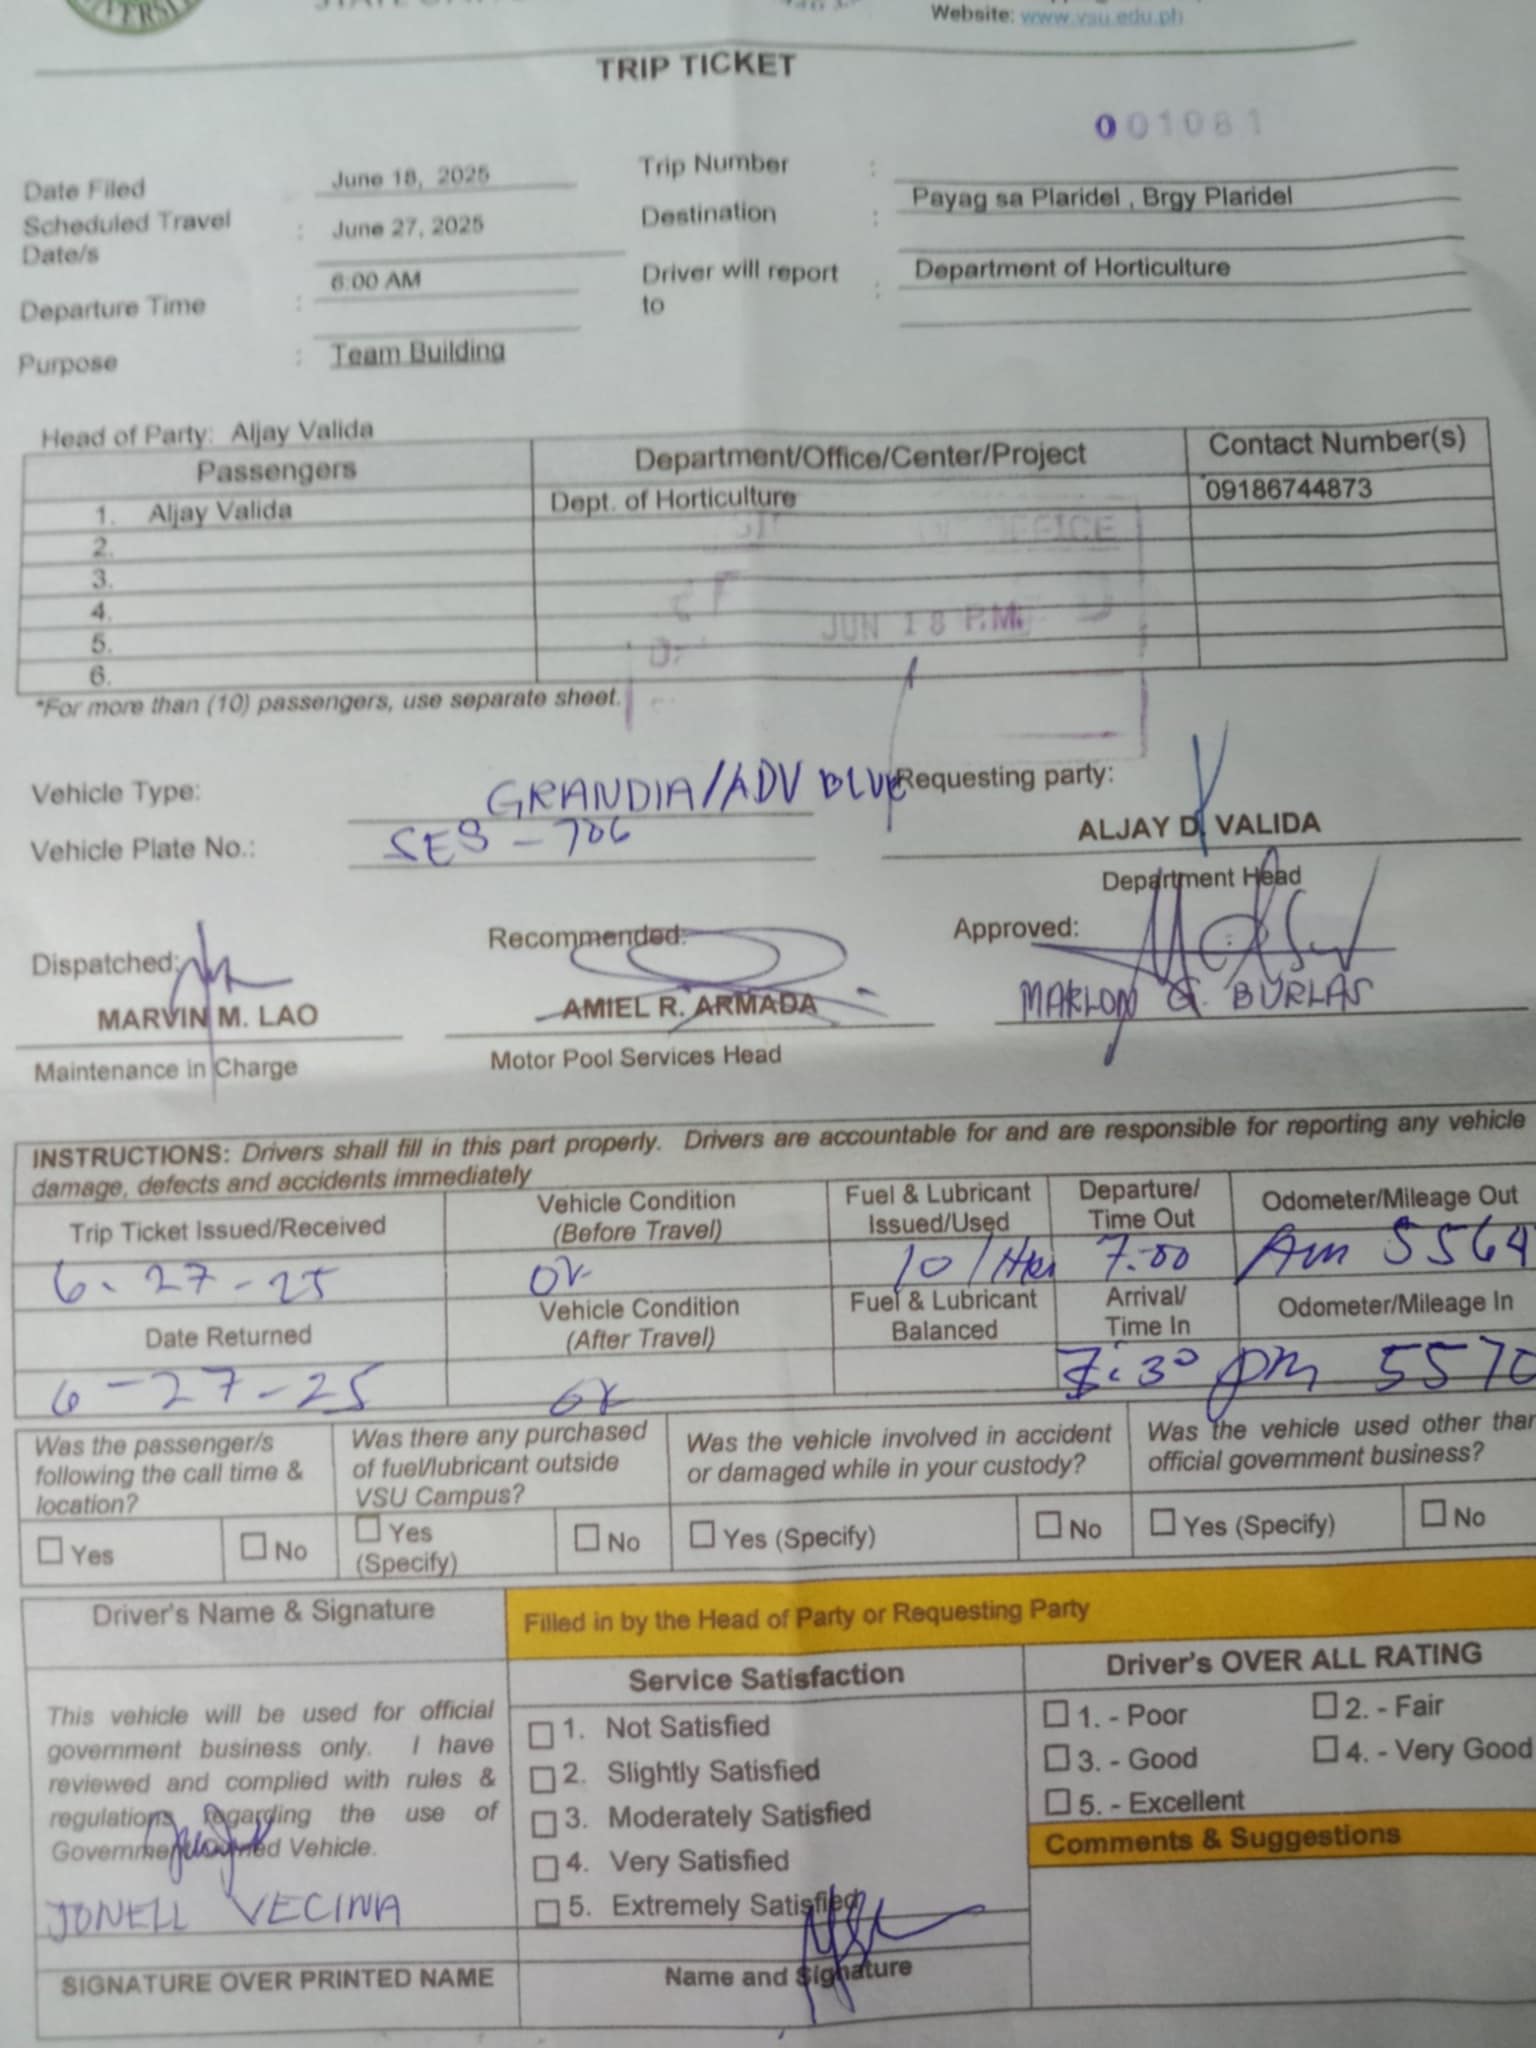 Website: www.vsu.edu.ph
TRIP TICKET
001081
Date Filed June 18, 2025 Trip Number :
Scheduled Travel Date/s : June 27, 2025 Destination : Payag sa Plaridel , Brgy Plaridel
Departure Time : 6:00 AM Driver will report to : Department of Horticulture
Purpose : Team Building
Head of Party: Aljay Valida
Passengers Department/Office/Center/Project Contact Number(s)
1. Aljay Valida Dept. of Horticulture 09186744873
2.
3.
4.
5.
6.
OFFICE
JUN 18 P.M.
*For more than (10) passengers, use separate sheet.
Vehicle Type: GRANDIA/ADV BLUE Requesting party:
Vehicle Plate No.: SES - 706 ALJAY D. VALIDA
Department Head
Dispatched: Recommended: Approved:
MARVIN M. LAO AMIEL R. ARMADA MARLON G. BURLAS
Maintenance in Charge Motor Pool Services Head
INSTRUCTIONS: Drivers shall fill in this part properly. Drivers are accountable for and are responsible for reporting any vehicle
damage, defects and accidents immediately
Trip Ticket Issued/Received Vehicle Condition (Before Travel) Fuel & Lubricant Issued/Used Departure/ Time Out Odometer/Mileage Out
6-27-25 OK 10 / 7:00 Am 5564
Date Returned Vehicle Condition (After Travel) Fuel & Lubricant Balanced Arrival/ Time In Odometer/Mileage In
6-27-25 OK :30 pm 5570
Was the passenger/s following the call time & location? Was there any purchased of fuel/lubricant outside VSU Campus? Was the vehicle involved in accident or damaged while in your custody? Was the vehicle used other than official government business?
Yes No Yes (Specify) No Yes (Specify) No Yes (Specify) No
Driver's Name & Signature Filled in by the Head of Party or Requesting Party
Service Satisfaction Driver's OVER ALL RATING
This vehicle will be used for official
government business only. I have
reviewed and complied with rules &
regulations regarding the use of
Government Owned Vehicle.
JONELL VECINA
SIGNATURE OVER PRINTED NAME
1. Not Satisfied
2. Slightly Satisfied
3. Moderately Satisfied
4. Very Satisfied
5. Extremely Satisfied
Name and Signature
1. - Poor 2. - Fair
3. - Good 4. - Very Good
5. - Excellent
Comments & Suggestions